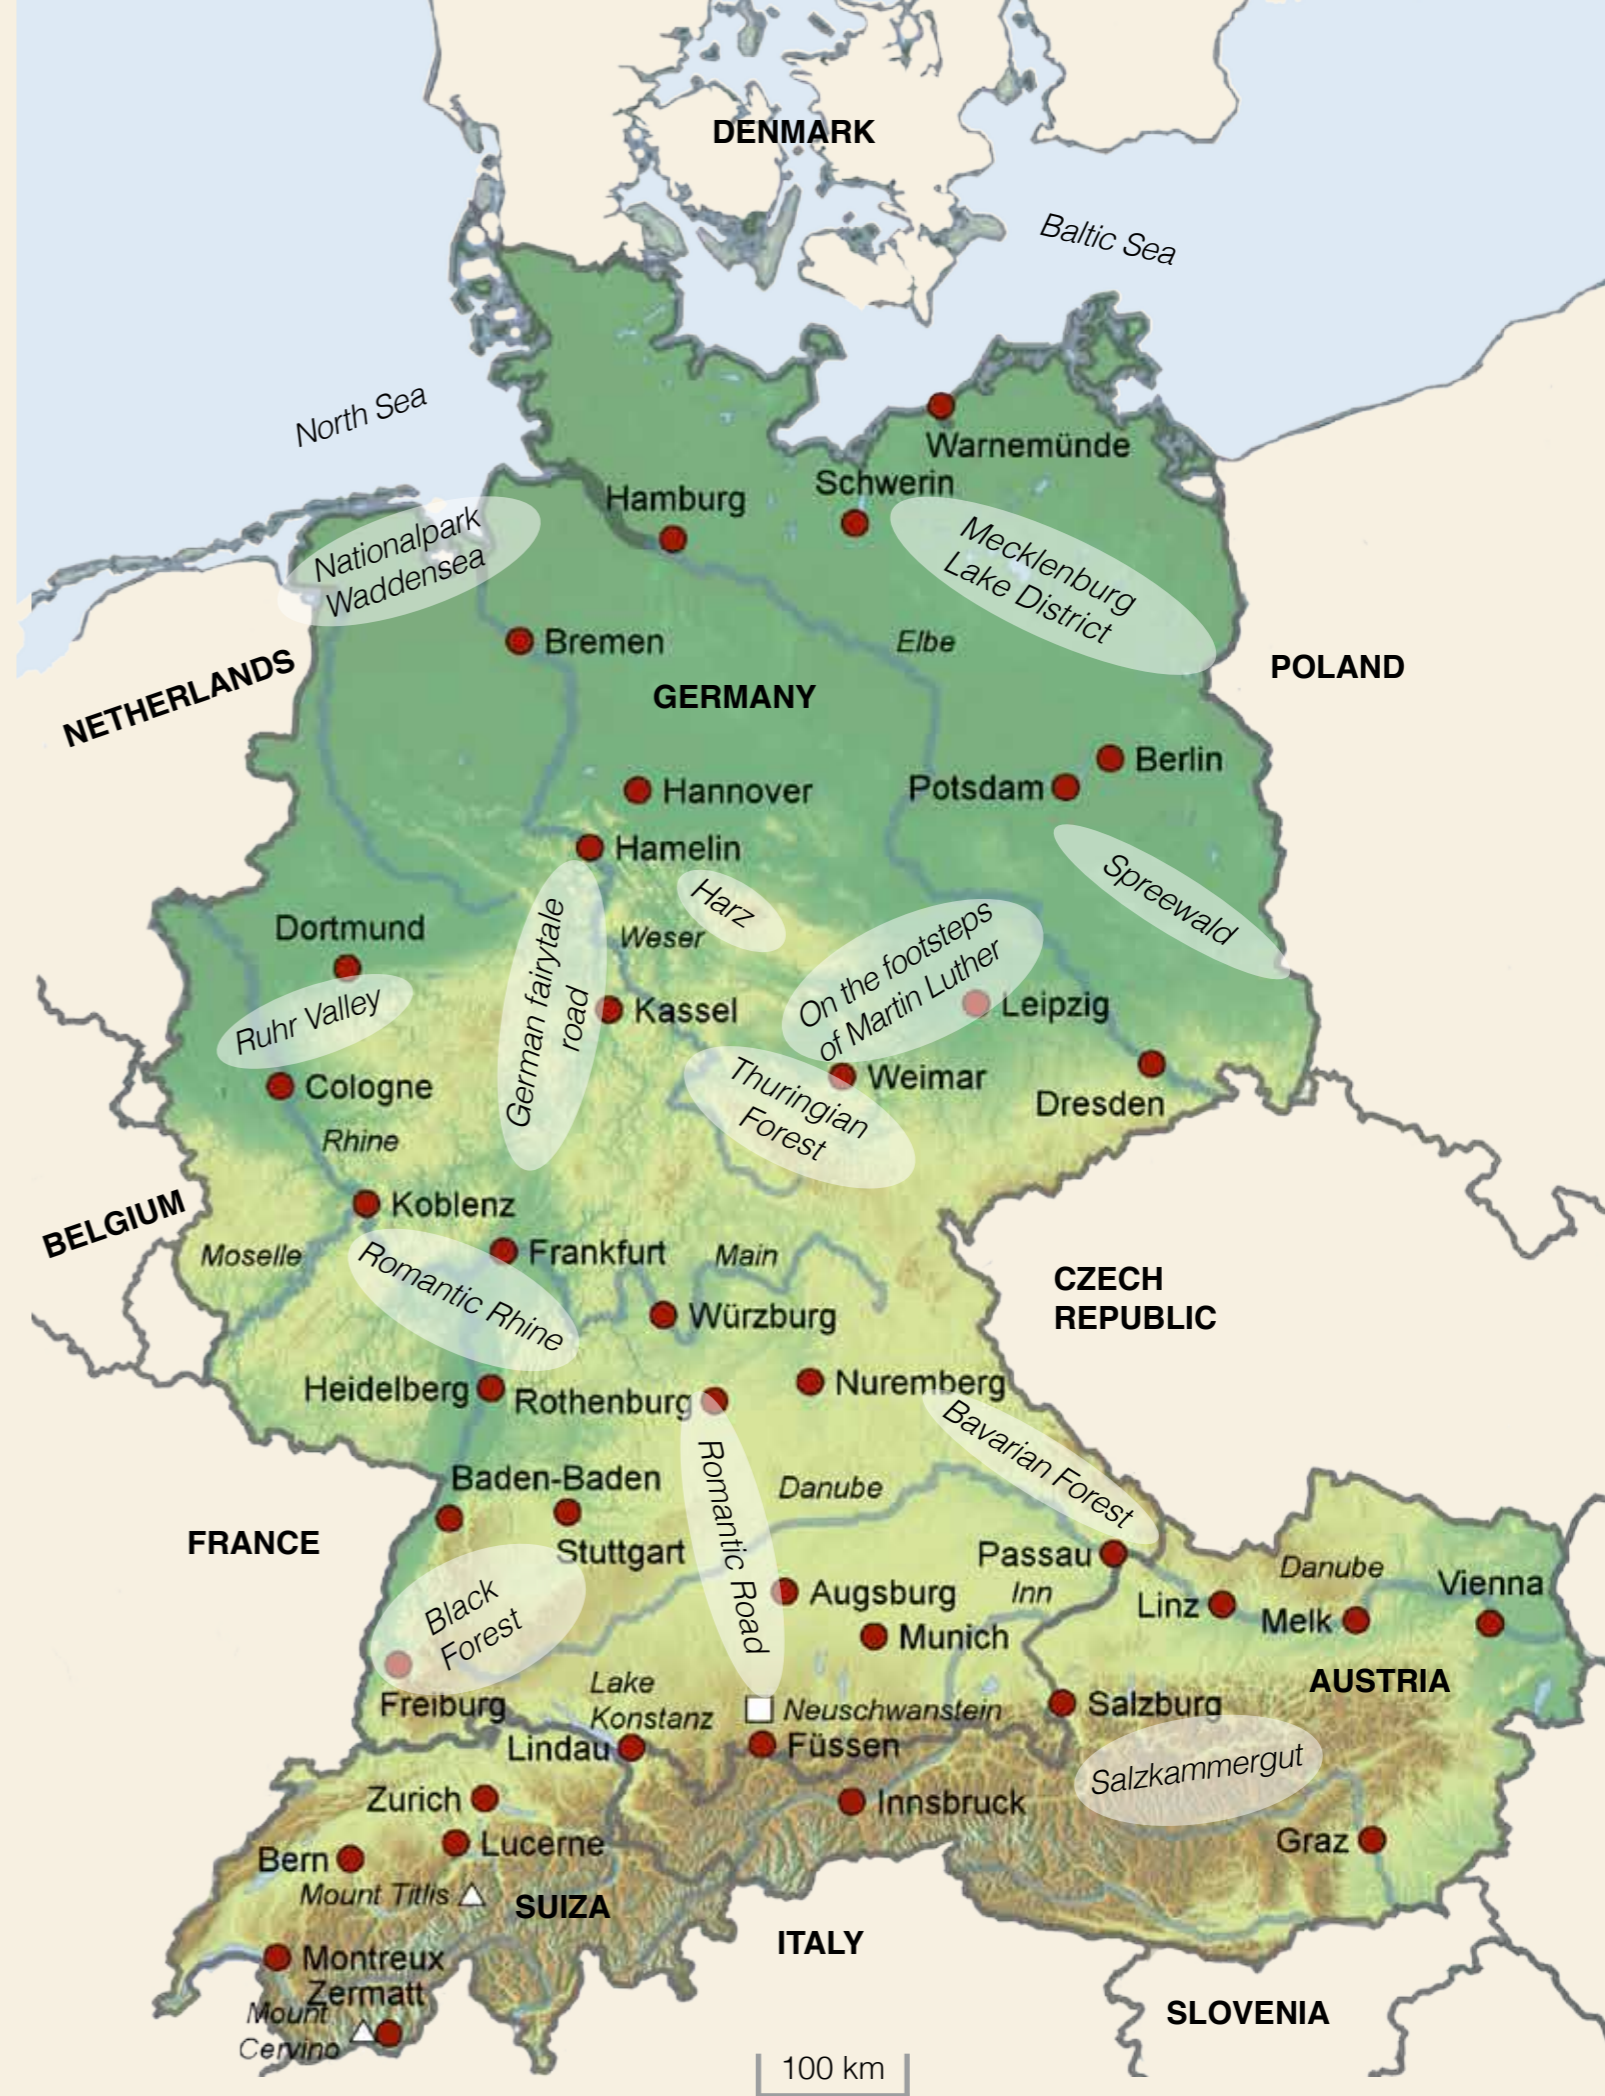 DENMARK
Baltic Sea
North Sea
Warnemünde
Schwerin
Hamburg
Nationalpark
Waddensea
Mecklenburg
Lake District
Bremen
Elbe
NETHERLANDS
GERMANY
POLAND
Berlin
Potsdam
Hannover
Hamelin
Spreewald
Harz
Dortmund
German fairytale
road
Weser
On the footsteps
of Martin Luther
Ruhr Valley
Kassel
Leipzig
Cologne
Thuringian
Forest
Weimar
Dresden
Rhine
Koblenz
BELGIUM
Moselle
Romantic Rhine
Frankfurt
Main
CZECH
REPUBLIC
Würzburg
Heidelberg
Rothenburg
Nuremberg
Bavarian Forest
Baden-Baden
Romantic Road
Danube
FRANCE
Stuttgart
Passau
Danube
Vienna
Black
Forest
Augsburg
Inn
Linz
Melk
Munich
AUSTRIA
Lake
Konstanz
Freiburg
Neuschwanstein
Salzburg
Lindau
Füssen
Salzkammergut
Zurich
Innsbruck
Lucerne
Graz
Bern
Mount Titlis
SUIZA
ITALY
Montreux
Zermatt
Mount
Cervino
SLOVENIA
100 km